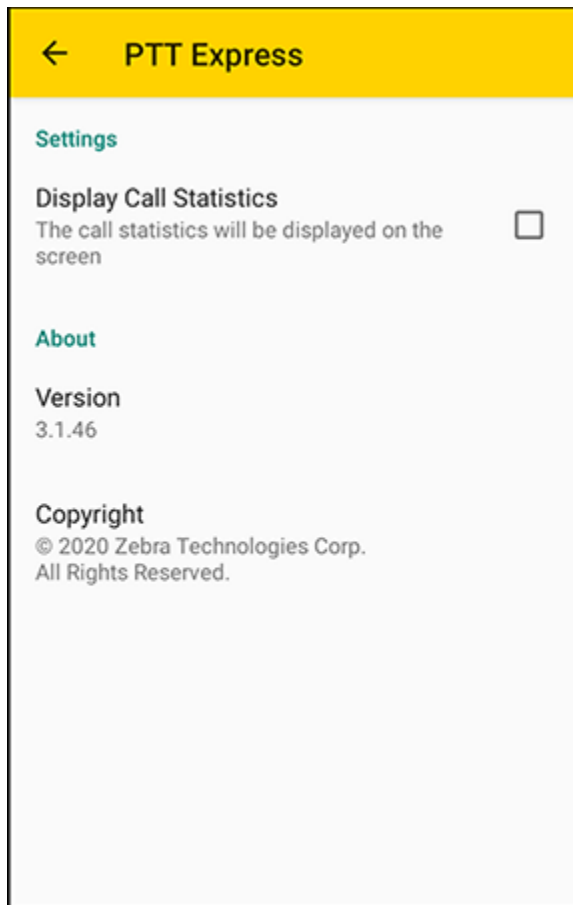 PTT Express
Settings
Display Call Statistics
The call statistics will be displayed on the
screen
About
Version
3.1.46
Copyright
© 2020 Zebra Technologies Corp.
All Rights Reserved.